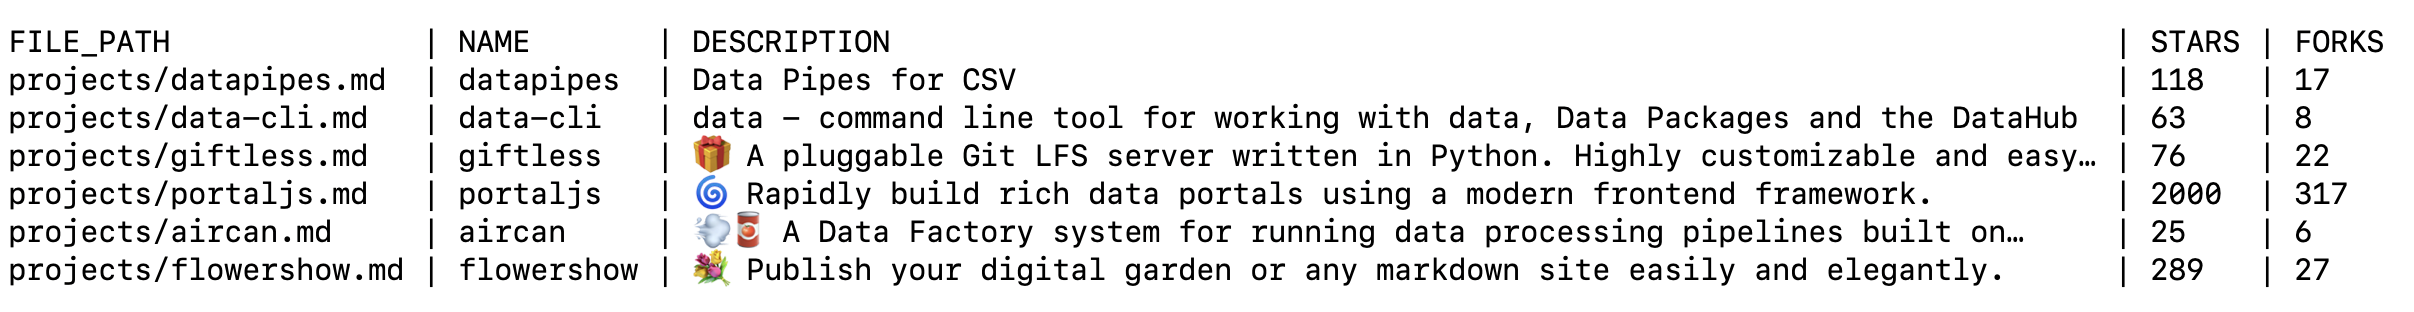 FILE_PATH | NAME | DESCRIPTION | STARS | FORKS
projects/datapipes.md | datapipes | Data Pipes for CSV | 118 | 17
projects/data-cli.md | data-cli | data - command line tool for working with data, Data Packages and the DataHub | 63 | 8
projects/giftless.md | giftless | 🎁 A pluggable Git LFS server written in Python. Highly customizable and easy… | 76 | 22
projects/portaljs.md | portaljs | 🌀 Rapidly build rich data portals using a modern frontend framework. | 2000 | 317
projects/aircan.md | aircan | 💨🥫 A Data Factory system for running data processing pipelines built on… | 25 | 6
projects/flowershow.md | flowershow | 💐 Publish your digital garden or any markdown site easily and elegantly. | 289 | 27